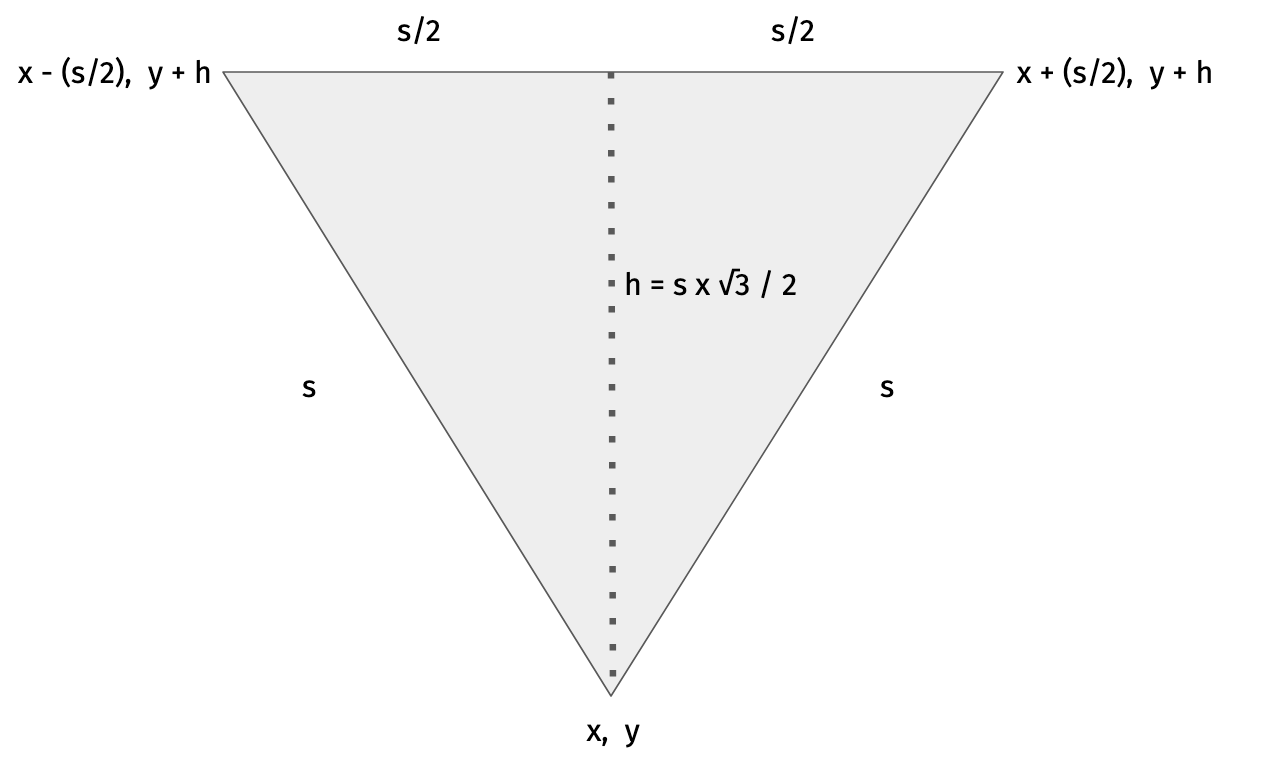 s/2
s/2
x - (s/2), y + h
x + (s/2), y + h
h = s x √3 / 2
s
s
x, y